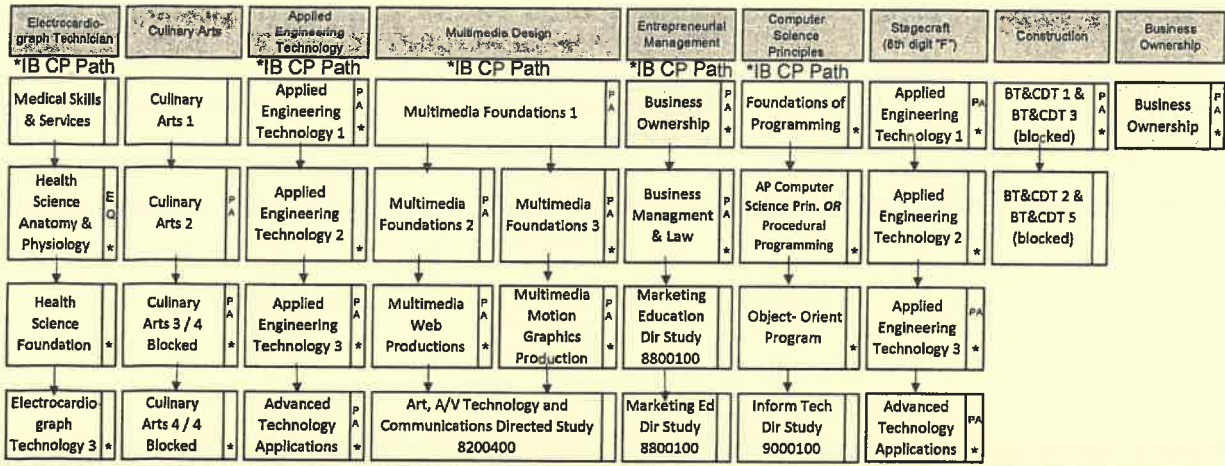 Electrocardio-
graph Technician
Culinary Arts
Applied
Engineering
Technology
Multimedia Design
Entrepreneurial
Management
Computer
Science
Principles
Stagecraft
(8th digit "F")
Construction
Business
Ownership
*IB CP Path
*IB CP Path
*IB CP Path
*IB CP Path
*IB CP Path
Medical Skills
& Services
Culinary
Arts 1
Applied
Engineering
Technology 1
P
A
*
Multimedia Foundations 1
P
A
Business
Ownership
P
A
*
Foundations of
Programming
*
Applied
Engineering
Technology 1
PA
*
BT&CDT 1 &
BT&CDT 3
(blocked)
P
A
*
Business
Ownership
P
A
*
Health
Science
Anatomy &
Physiology
E
Q
*
Culinary
Arts 2
P
A
Applied
Engineering
Technology 2
P
A
*
Multimedia
Foundations 2
P
A
*
Multimedia
Foundations 3
P
A
*
Business
Managment
& Law
P
A
*
AP Computer
Science Prin. OR
Procedural
Programming
*
Applied
Engineering
Technology 2
*
BT&CDT 2 &
BT&CDT 5
(blocked)
Health
Science
Foundation
*
Culinary
Arts 3 / 4
Blocked
P
A
*
Applied
Engineering
Technology 3
P
A
*
Multimedia
Web
Productions
P
A
*
Multimedia
Motion
Graphics
Production
P
A
*
Marketing
Education
Dir Study
8800100
Object- Orient
Program
*
Applied
Engineering
Technology 3
PA
*
Electrocardio-
graph
Technology 3
*
Culinary
Arts 4 / 4
Blocked
*
Advanced
Technology
Applications
P
A
*
Art, A/V Technology and
Communications Directed Study
8200400
Marketing Ed
Dir Study
8800100
Inform Tech
Dir Study
9000100
Advanced
Technology
Applications
PA
*